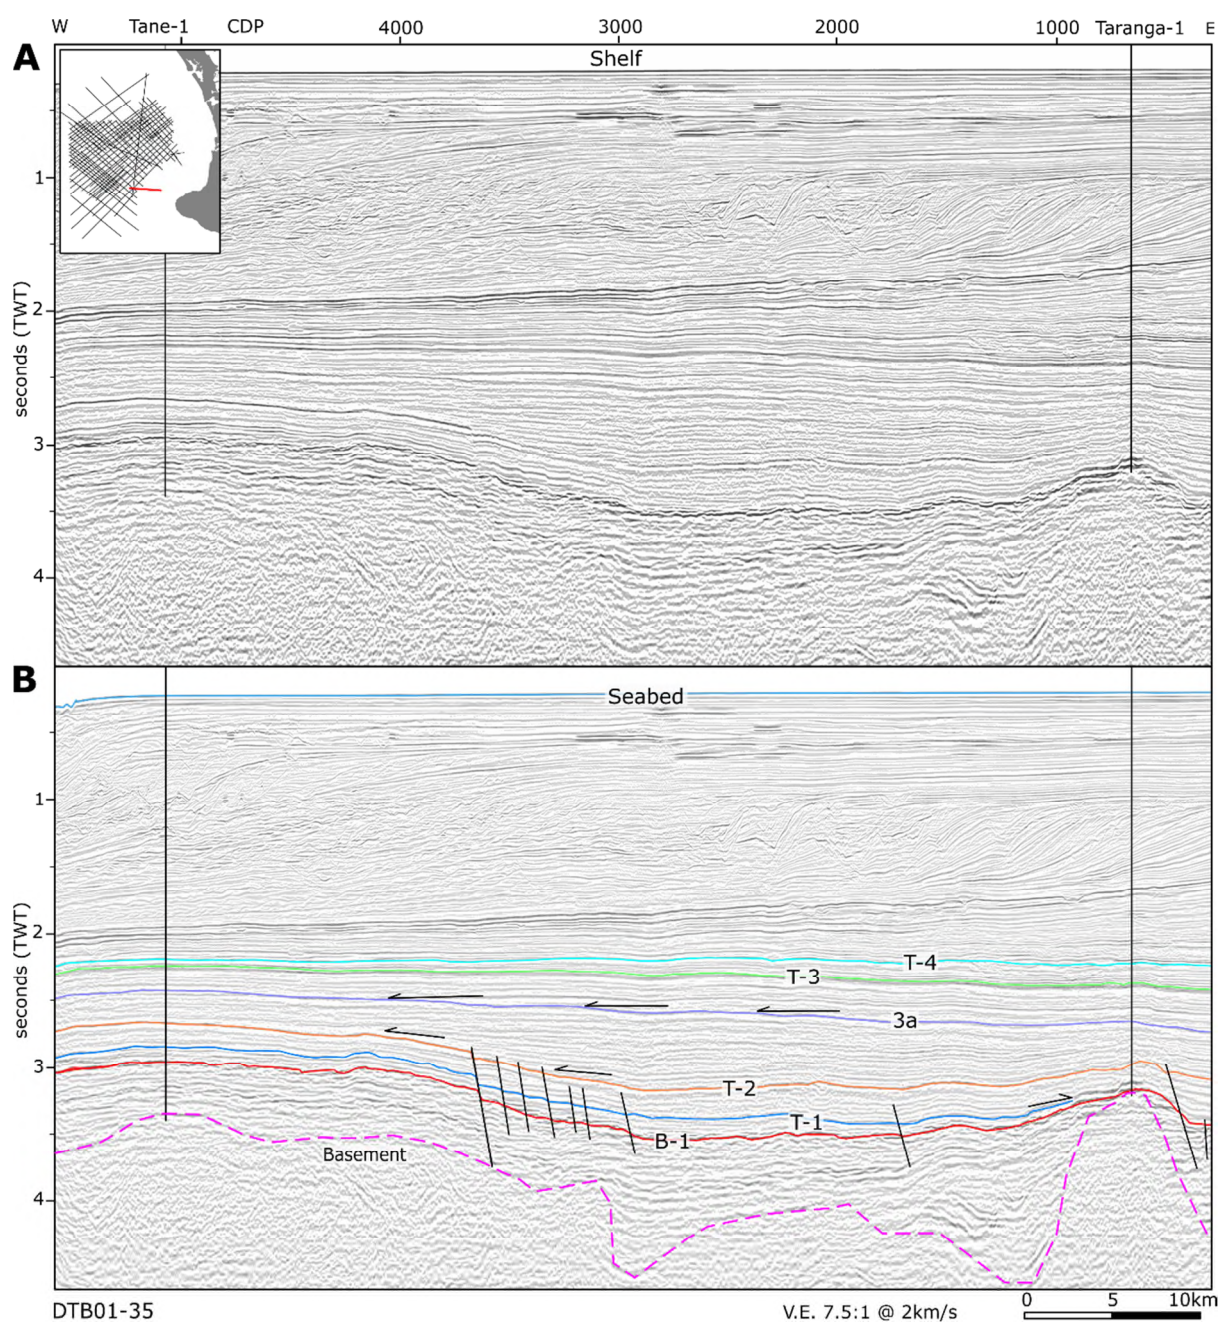 W Tane-1 CDP 4000 3000 2000 1000 Taranga-1 E
A
Shelf
1
2
seconds (TWT)
3
4
B
Seabed
1
2
T-4
T-3
seconds (TWT)
3a
3
T-2
T-1
B-1
Basement
4
DTB01-35 V.E. 7.5:1 @ 2km/s 0 5 10km